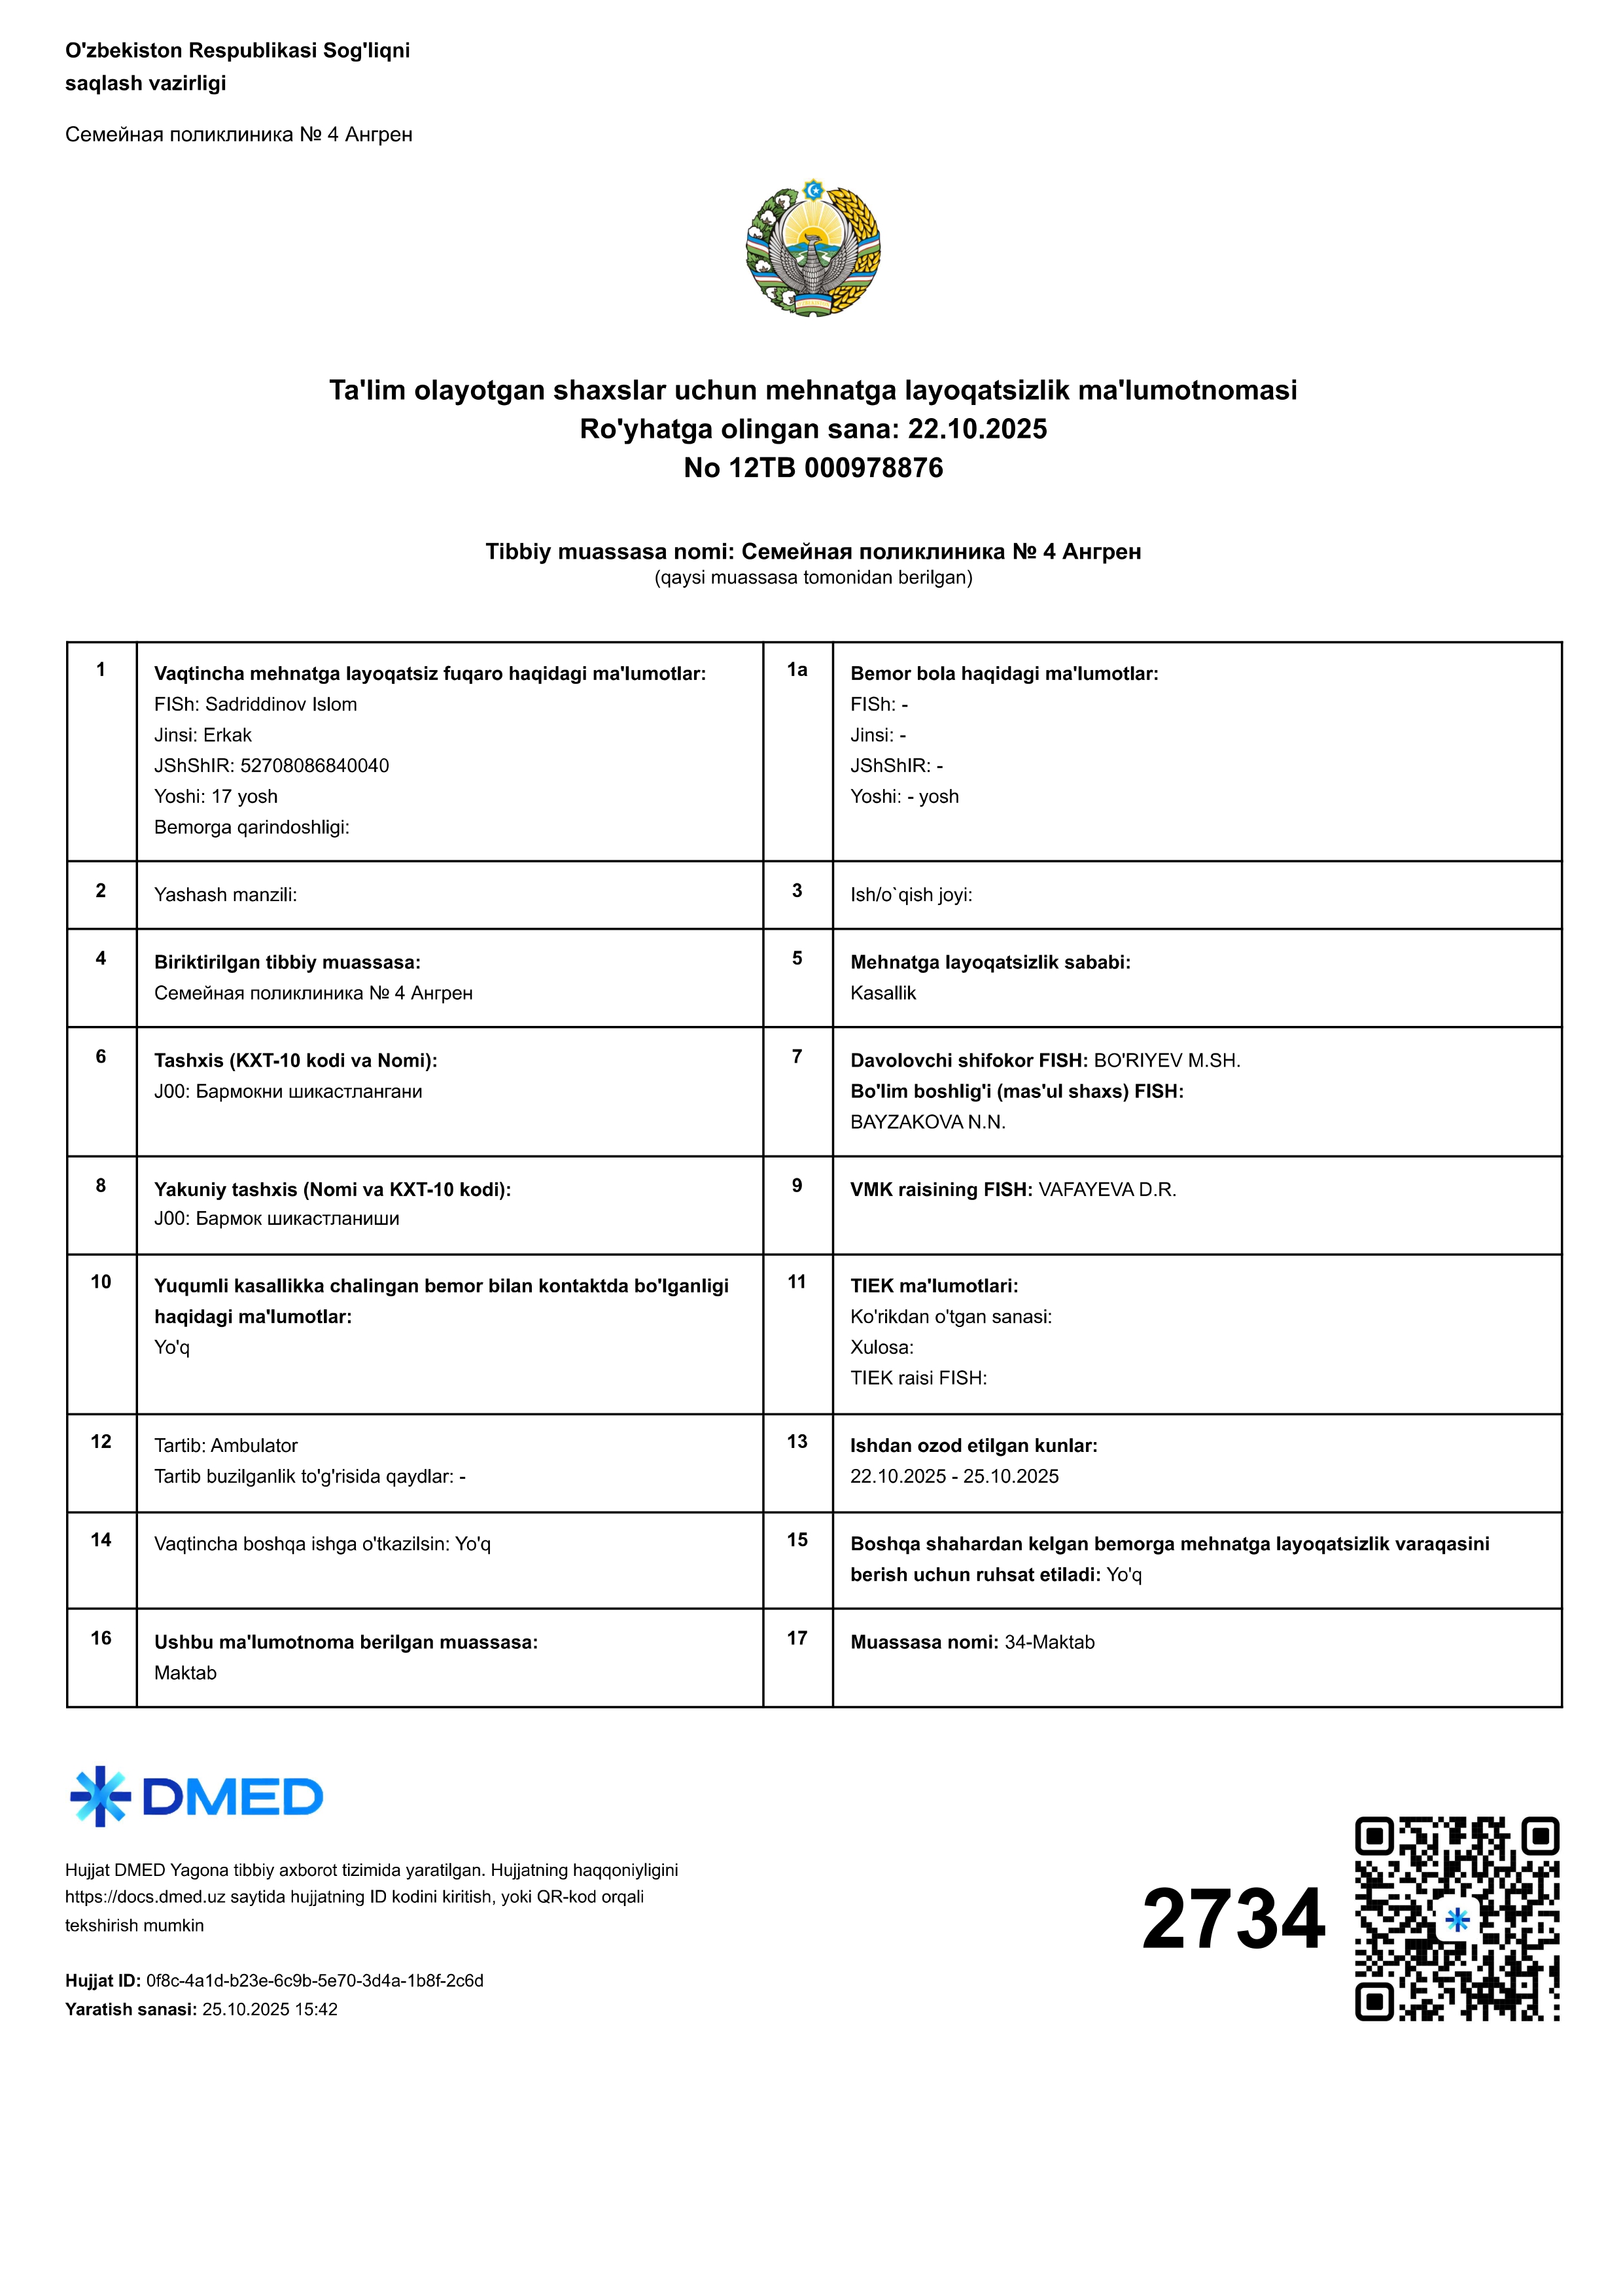 O'zbekiston Respublikasi Sog'liqni
saqlash vazirligi
Семейная поликлиника № 4 Ангрен
Ta'lim olayotgan shaxslar uchun mehnatga layoqatsizlik ma'lumotnomasi
Ro'yhatga olingan sana: 22.10.2025
No 12TB 000978876
Tibbiy muassasa nomi: Семейная поликлиника № 4 Ангрен
(qaysi muassasa tomonidan berilgan)
1
Vaqtincha mehnatga layoqatsiz fuqaro haqidagi ma'lumotlar:
FISh: Sadriddinov Islom
Jinsi: Erkak
JShShIR: 52708086840040
Yoshi: 17 yosh
Bemorga qarindoshligi:
1a
Bemor bola haqidagi ma'lumotlar:
FISh: -
Jinsi: -
JShShIR: -
Yoshi: - yosh
2
Yashash manzili:
3
Ish/o`qish joyi:
4
Biriktirilgan tibbiy muassasa:
Семейная поликлиника № 4 Ангрен
5
Mehnatga layoqatsizlik sababi:
Kasallik
6
Tashxis (KXT-10 kodi va Nomi):
J00: Бармокни шикастлангани
7
Davolovchi shifokor FISH: BO'RIYEV M.SH.
Bo'lim boshlig'i (mas'ul shaxs) FISH:
BAYZAKOVA N.N.
8
Yakuniy tashxis (Nomi va KXT-10 kodi):
J00: Бармок шикастланиши
9
VMK raisining FISH: VAFAYEVA D.R.
10
Yuqumli kasallikka chalingan bemor bilan kontaktda bo'lganligi
haqidagi ma'lumotlar:
Yo'q
11
TIEK ma'lumotlari:
Ko'rikdan o'tgan sanasi:
Xulosa:
TIEK raisi FISH:
12
Tartib: Ambulator
Tartib buzilganlik to'g'risida qaydlar: -
13
Ishdan ozod etilgan kunlar:
22.10.2025 - 25.10.2025
14
Vaqtincha boshqa ishga o'tkazilsin: Yo'q
15
Boshqa shahardan kelgan bemorga mehnatga layoqatsizlik varaqasini
berish uchun ruhsat etiladi: Yo'q
16
Ushbu ma'lumotnoma berilgan muassasa:
Maktab
17
Muassasa nomi: 34-Maktab
DMED
Hujjat DMED Yagona tibbiy axborot tizimida yaratilgan. Hujjatning haqqoniyligini
https://docs.dmed.uz saytida hujjatning ID kodini kiritish, yoki QR-kod orqali
tekshirish mumkin
Hujjat ID: 0f8c-4a1d-b23e-6c9b-5e70-3d4a-1b8f-2c6d
Yaratish sanasi: 25.10.2025 15:42
2734